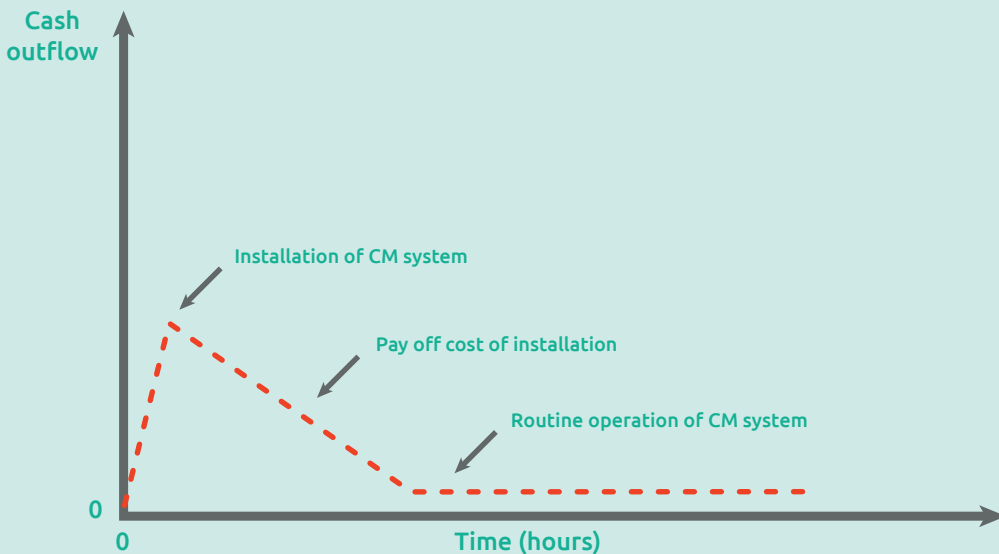 Cash
outflow
Installation of CM system
Pay off cost of installation
Routine operation of CM system
0
0
Time (hours)